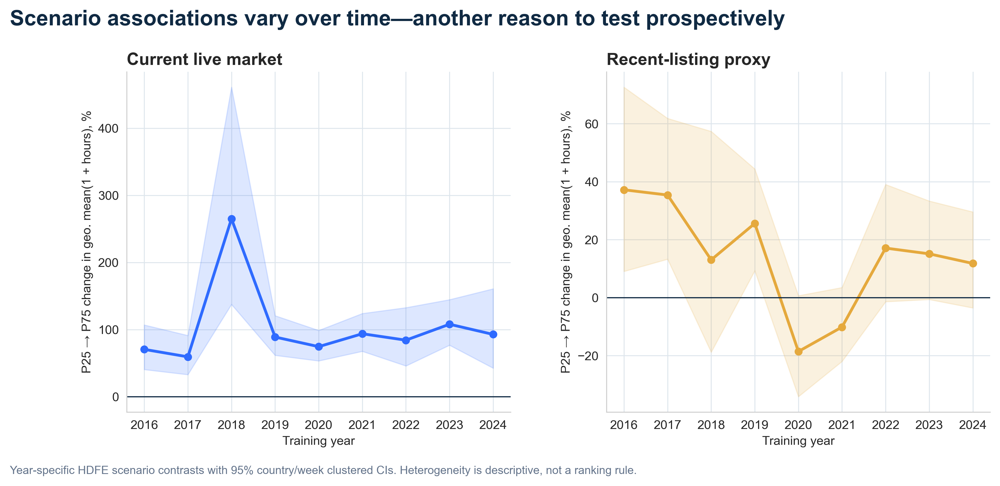 Scenario associations vary over time—another reason to test prospectively
Current live market
P25 → P75 change in geo. mean(1 + hours), %
400
300
200
100
0
2016 2017 2018 2019 2020 2021 2022 2023 2024
Training year
Recent-listing proxy
P25 → P75 change in geo. mean(1 + hours), %
60
40
20
0
−20
2016 2017 2018 2019 2020 2021 2022 2023 2024
Training year
Year-specific HDFE scenario contrasts with 95% country/week clustered CIs. Heterogeneity is descriptive, not a ranking rule.